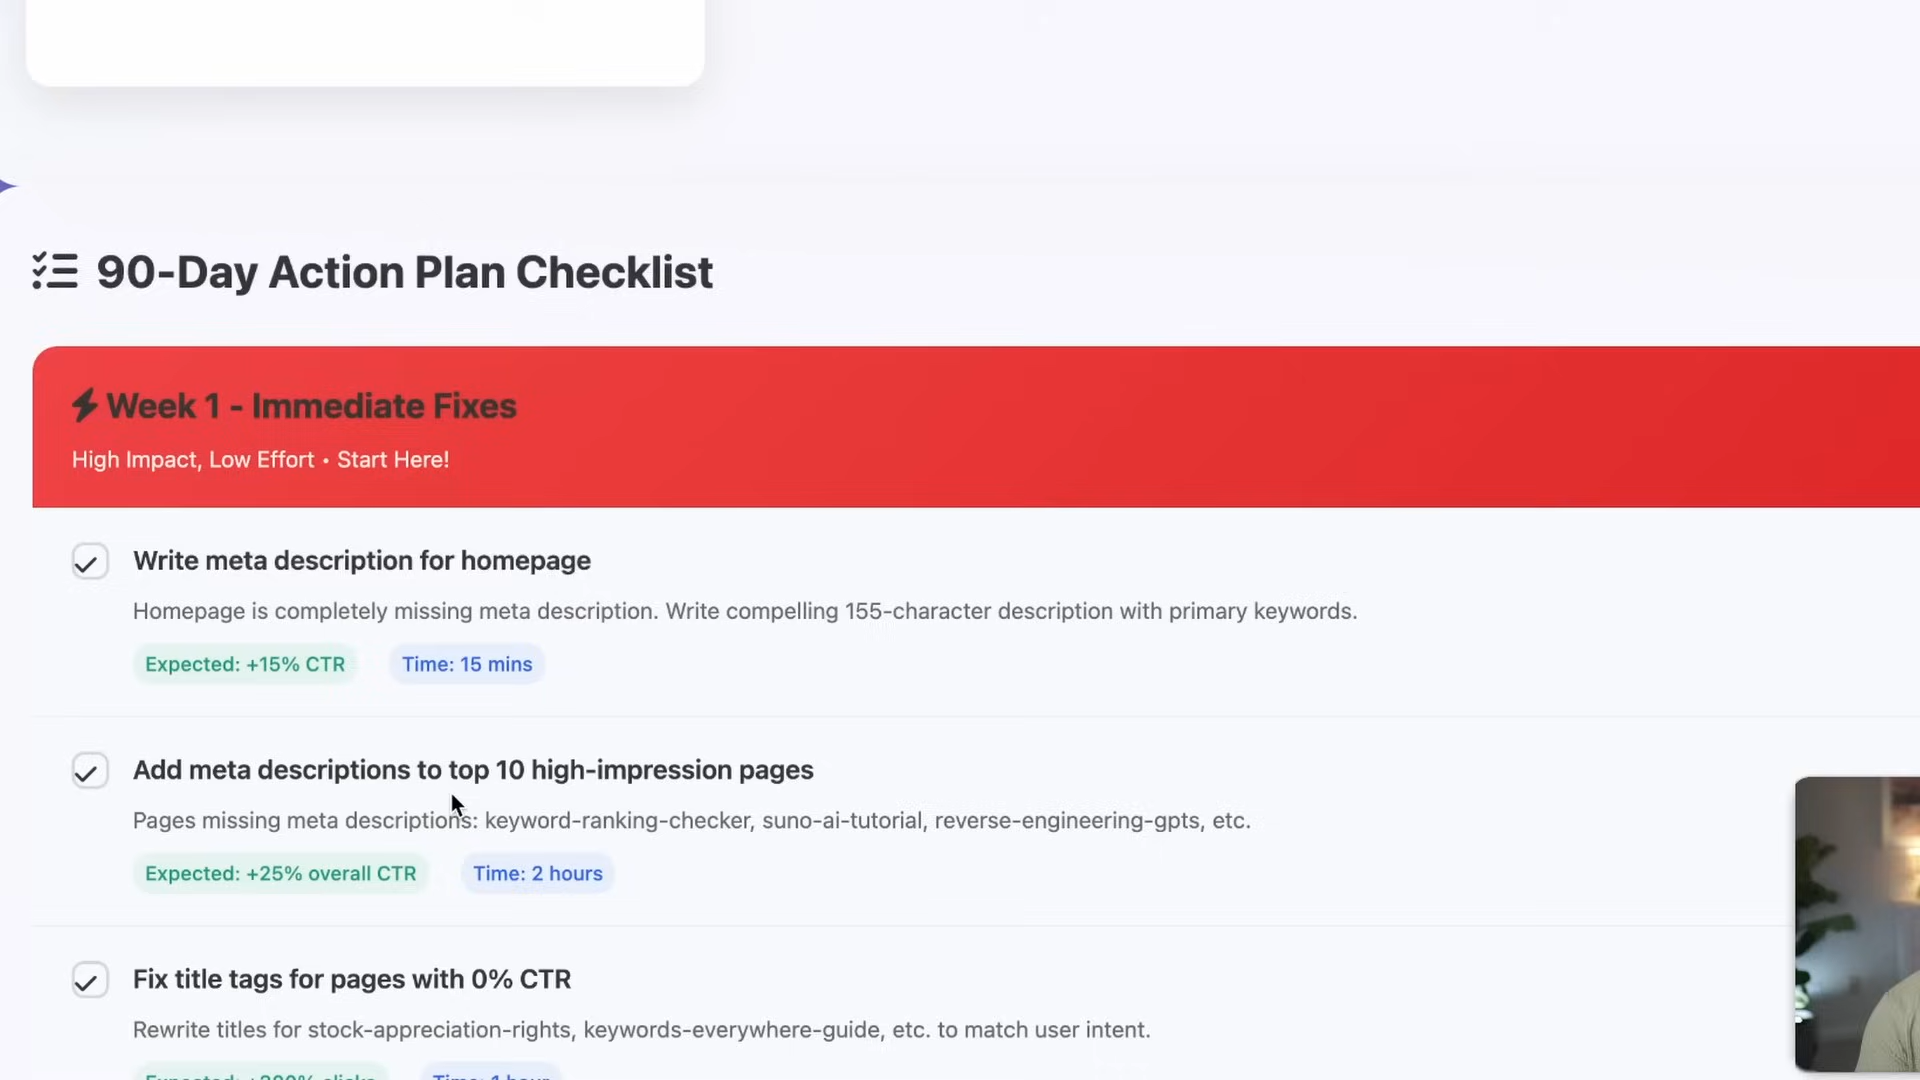 90-Day Action Plan Checklist
Week 1 - Immediate Fixes
High Impact, Low Effort • Start Here!
Write meta description for homepage
Homepage is completely missing meta description. Write compelling 155-character description with primary keywords.
Expected: +15% CTR
Time: 15 mins
Add meta descriptions to top 10 high-impression pages
Pages missing meta descriptions: keyword-ranking-checker, suno-ai-tutorial, reverse-engineering-gpts, etc.
Expected: +25% overall CTR
Time: 2 hours
Fix title tags for pages with 0% CTR
Rewrite titles for stock-appreciation-rights, keywords-everywhere-guide, etc. to match user intent.
Time: 1 hour